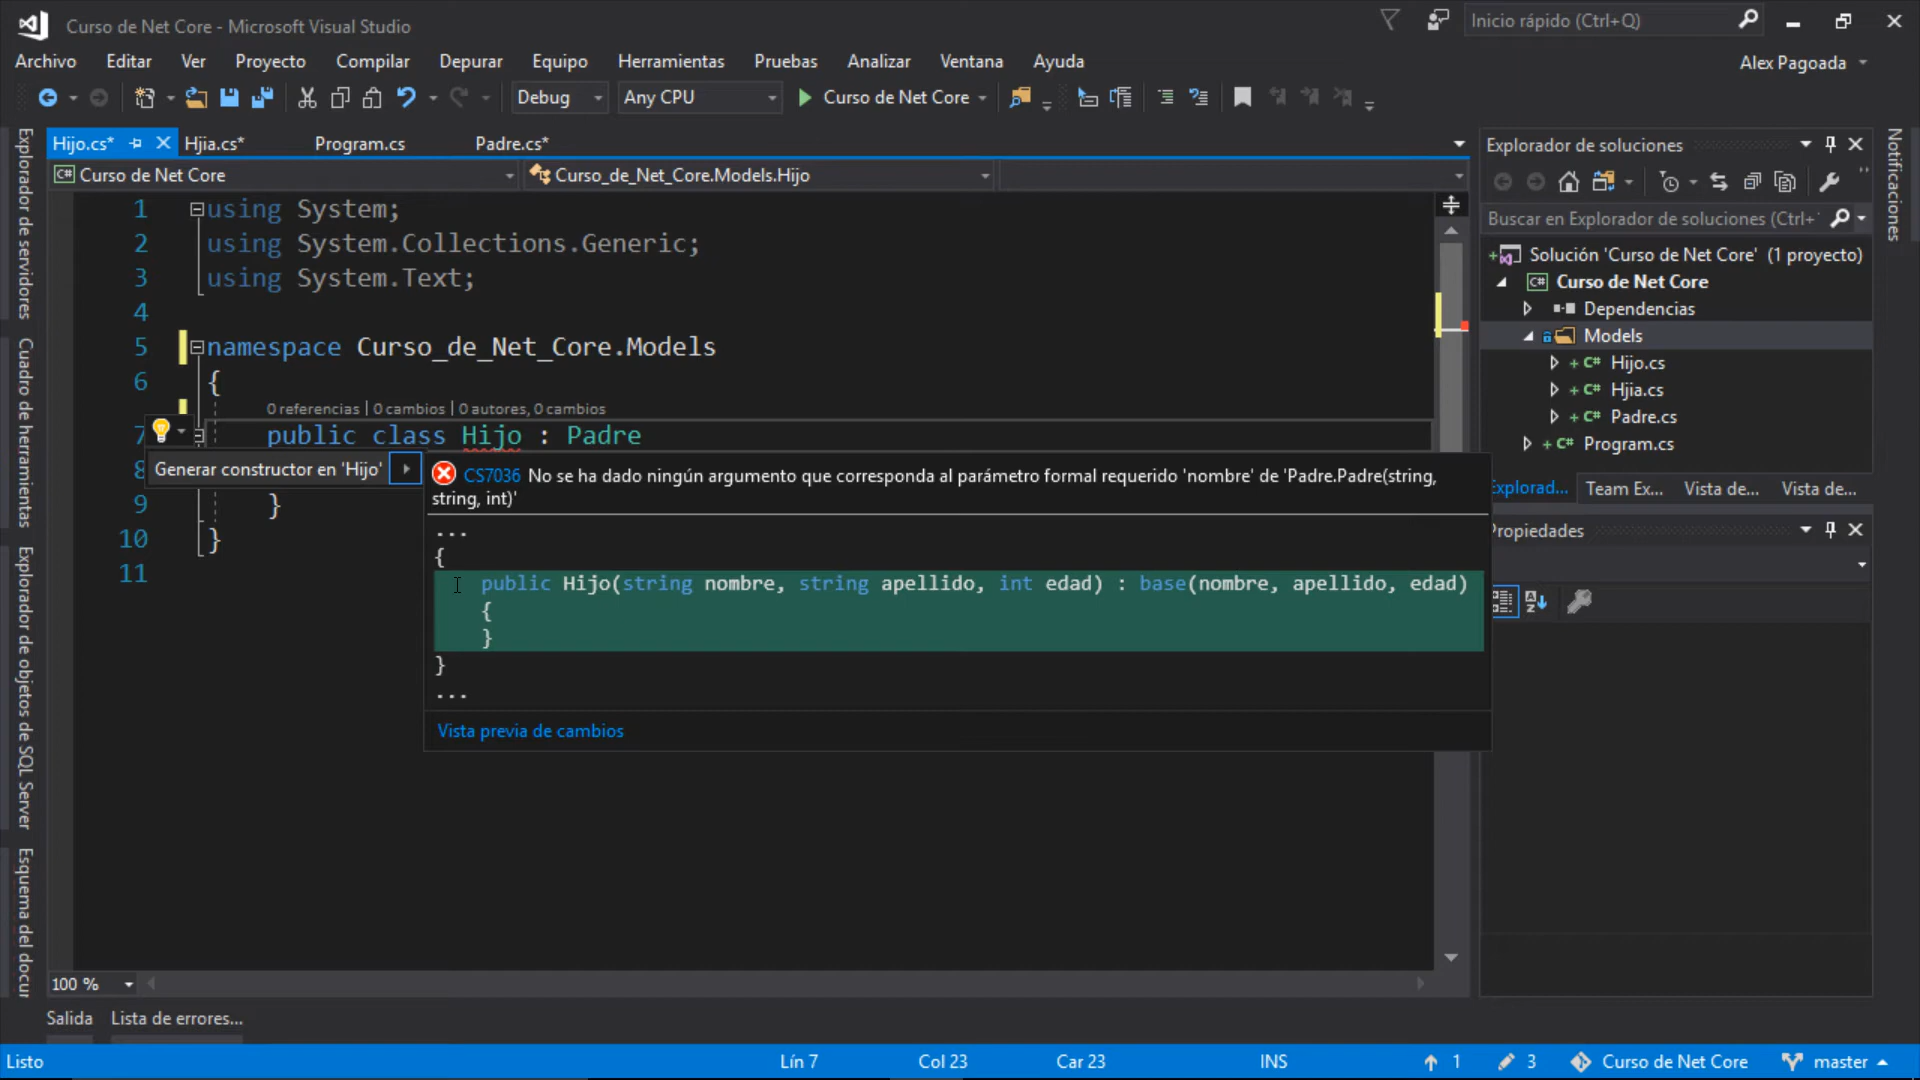 Curso de Net Core - Microsoft Visual Studio
Inicio rápido (Ctrl+Q)
Archivo Editar Ver Proyecto Compilar Depurar Equipo Herramientas Pruebas Analizar Ventana Ayuda
Alex Pagoada
Debug Any CPU Curso de Net Core
Hijo.cs* Hjia.cs* Program.cs Padre.cs*
Curso de Net Core Curso_de_Net_Core.Models.Hijo
1 using System;
2 using System.Collections.Generic;
3 using System.Text;
4
5 namespace Curso_de_Net_Core.Models
6 {
0 referencias | 0 cambios | 0 autores, 0 cambios
7 public class Hijo : Padre
8
9 }
10 }
11
Generar constructor en 'Hijo'
CS7036 No se ha dado ningún argumento que corresponda al parámetro formal requerido 'nombre' de 'Padre.Padre(string,
string, int)'
...
{
public Hijo(string nombre, string apellido, int edad) : base(nombre, apellido, edad)
{
}
}
...
Vista previa de cambios
Explorador de servidores
Cuadro de herramientas
Explorador de objetos de SQL Server
Esquema del docur
Explorador de soluciones
Buscar en Explorador de soluciones (Ctrl+
Solución 'Curso de Net Core' (1 proyecto)
Curso de Net Core
Dependencias
Models
Hijo.cs
Hjia.cs
Padre.cs
Program.cs
Explorad... Team Ex... Vista de... Vista de...
Propiedades
Notificaciones
100 %
Salida Lista de errores...
Listo Lín 7 Col 23 Car 23 INS 1 3 Curso de Net Core master